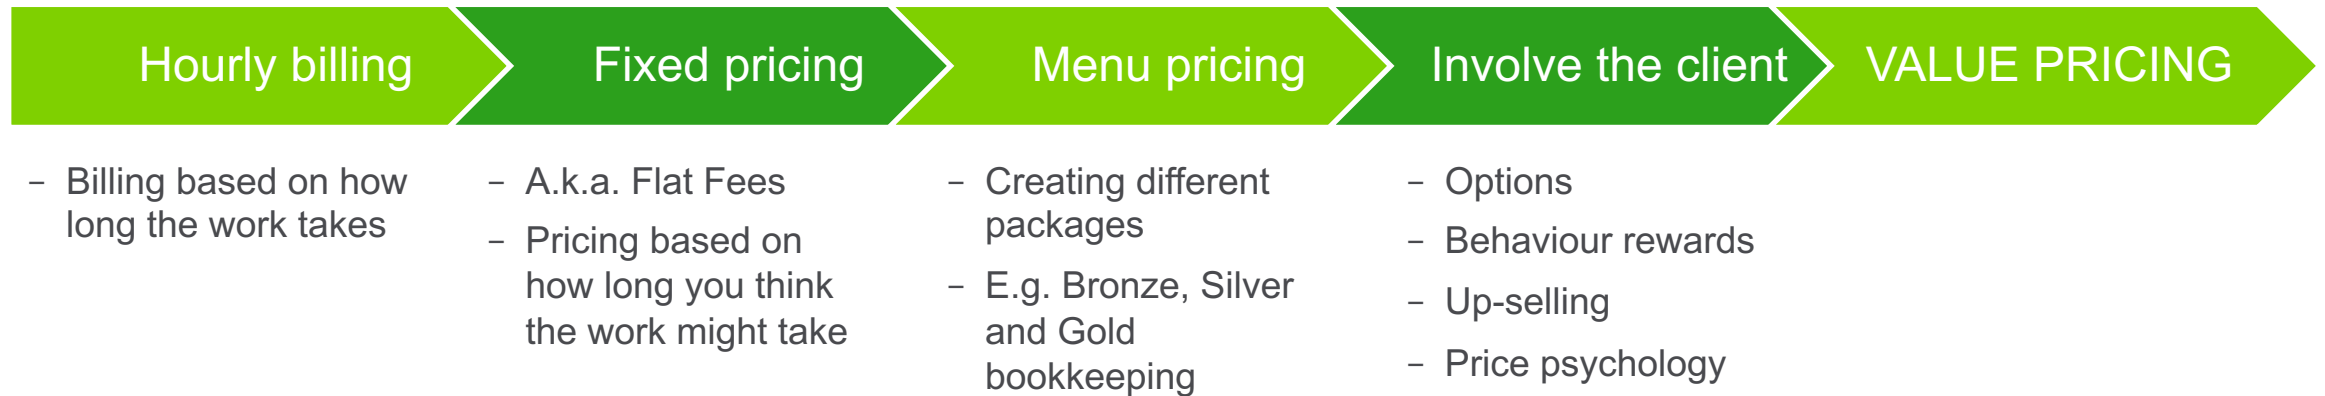 Hourly billing
Fixed pricing
Menu pricing
Involve the client
VALUE PRICING
– Billing based on how
long the work takes
– A.k.a. Flat Fees
– Pricing based on
how long you think
the work might take
– Creating different
packages
– E.g. Bronze, Silver
and Gold
bookkeeping
– Options
– Behaviour rewards
– Up-selling
– Price psychology